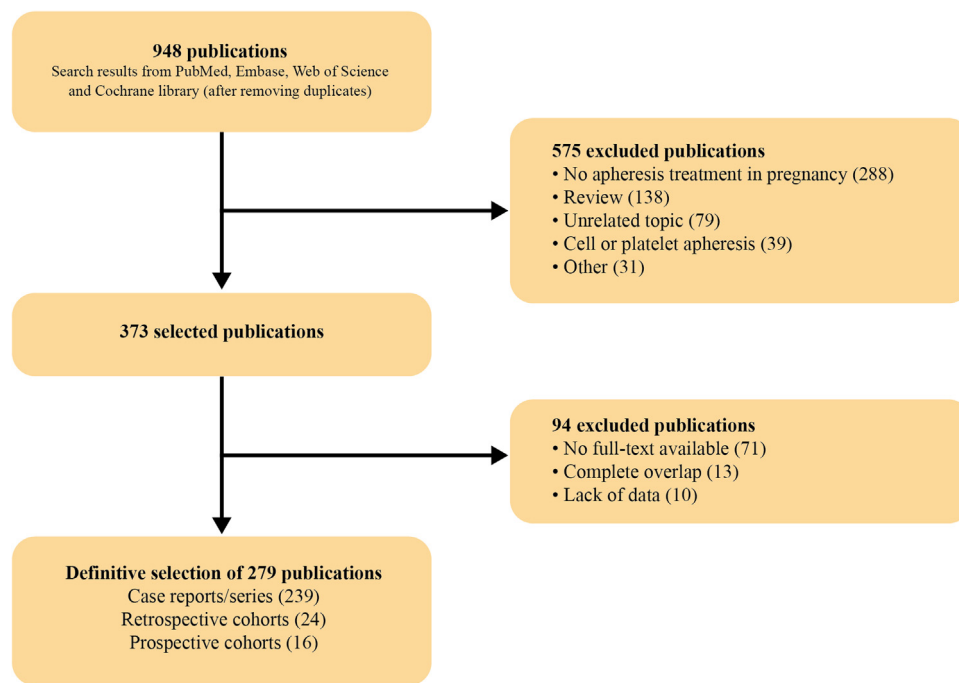 948 publications
Search results from PubMed, Embase, Web of Science
and Cochrane library (after removing duplicates)
575 excluded publications
• No apheresis treatment in pregnancy (288)
• Review (138)
• Unrelated topic (79)
• Cell or platelet apheresis (39)
• Other (31)
373 selected publications
94 excluded publications
• No full-text available (71)
• Complete overlap (13)
• Lack of data (10)
Definitive selection of 279 publications
Case reports/series (239)
Retrospective cohorts (24)
Prospective cohorts (16)